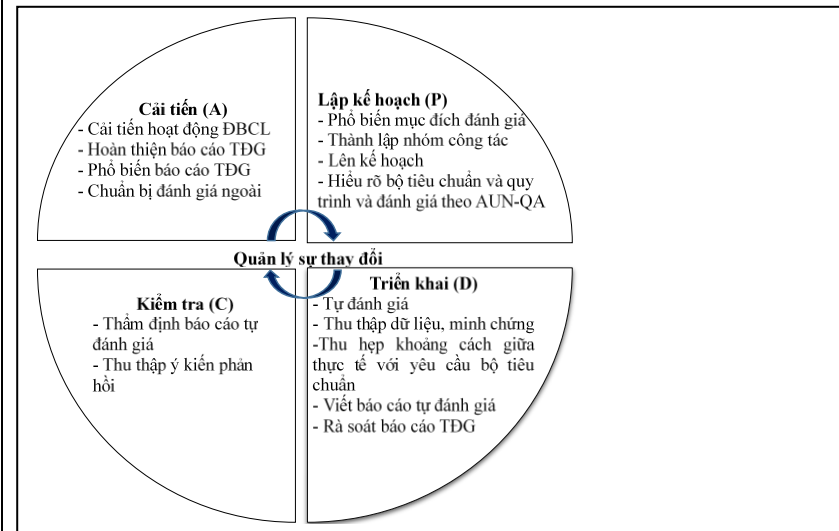 Cải tiến (A)
- Cải tiến hoạt động ĐBCL
- Hoàn thiện báo cáo TĐG
- Phổ biến báo cáo TĐG
- Chuẩn bị đánh giá ngoài
Lập kế hoạch (P)
- Phổ biến mục đích đánh giá
- Thành lập nhóm công tác
- Lên kế hoạch
- Hiểu rõ bộ tiêu chuẩn và quy
trình và đánh giá theo AUN-QA
Quản lý sự thay đổi
Kiểm tra (C)
- Thẩm định báo cáo tự
đánh giá
- Thu thập ý kiến phản
hồi
Triển khai (D)
- Tự đánh giá
- Thu thập dữ liệu, minh chứng
-Thu hẹp khoảng cách giữa
thực tế với yêu cầu bộ tiêu
chuẩn
- Viết báo cáo tự đánh giá
- Rà soát báo cáo TĐG